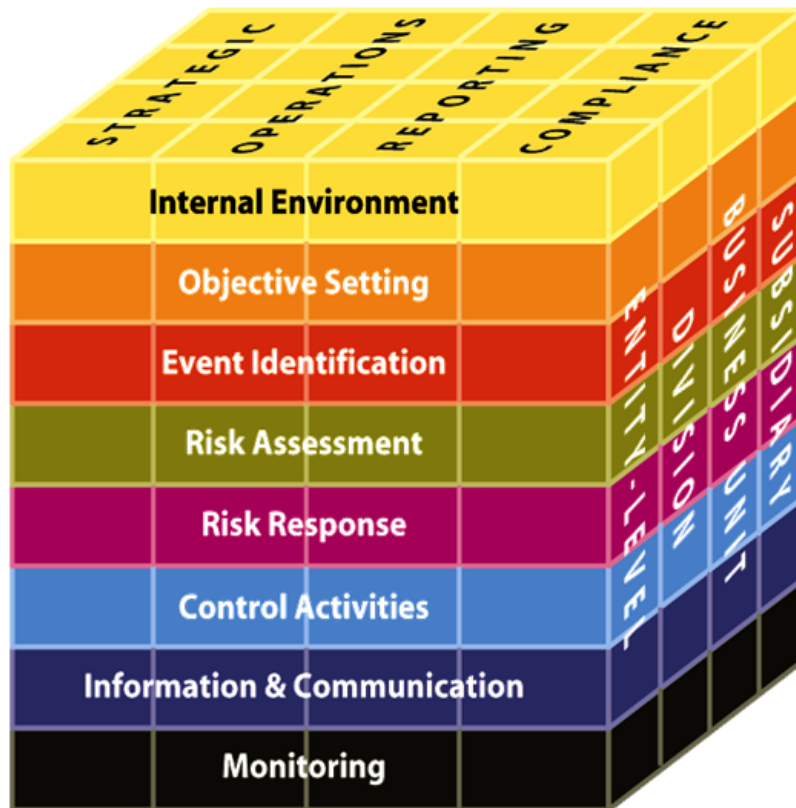 STRATEGIC
OPERATIONS
REPORTING
COMPLIANCE
Internal Environment
Objective Setting
Event Identification
Risk Assessment
Risk Response
Control Activities
Information & Communication
Monitoring
ENTITY-LEVEL
DIVISION
BUSINESS UNIT
SUBSIDIARY